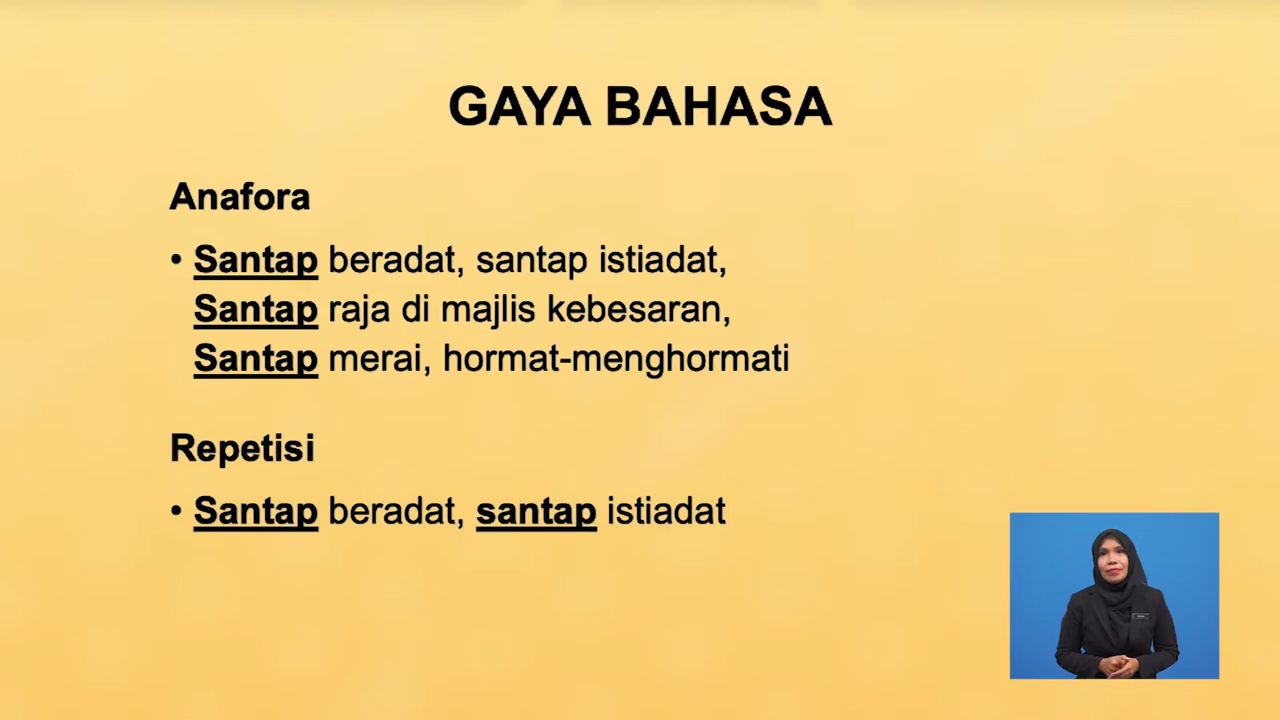 GAYA BAHASA
Anafora
• Santap beradat, santap istiadat,
Santap raja di majlis kebesaran,
Santap merai, hormat-menghormati
Repetisi
• Santap beradat, santap istiadat